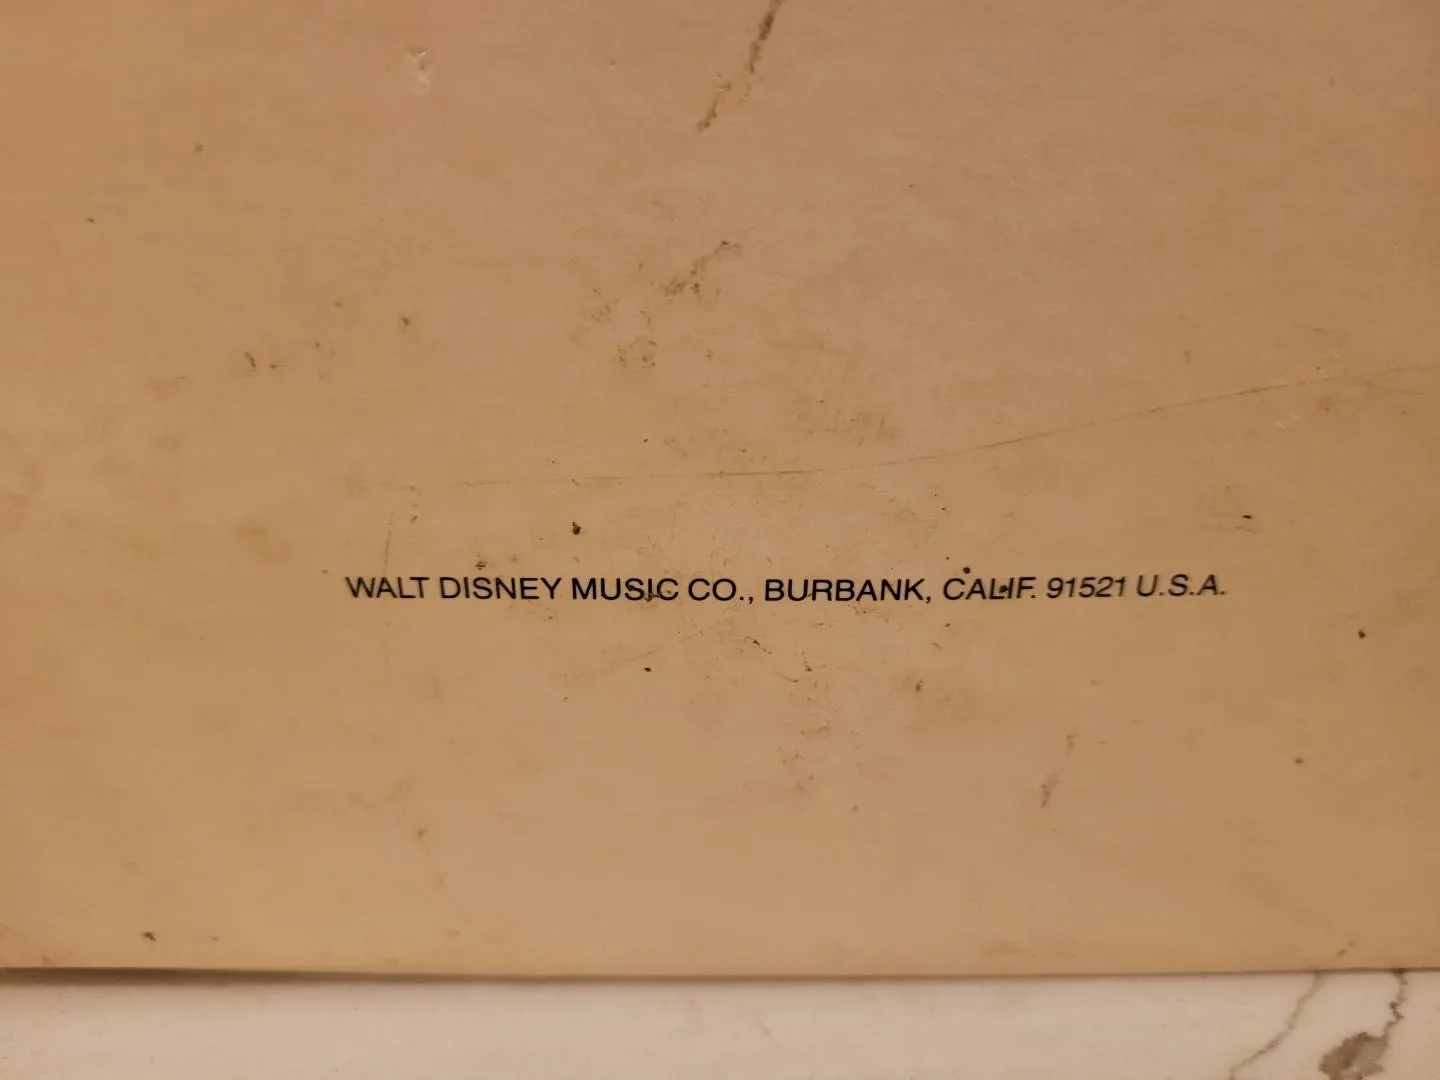 WALT DISNEY MUSIC CO., BURBANK, CALIF. 91521 U.S.A.